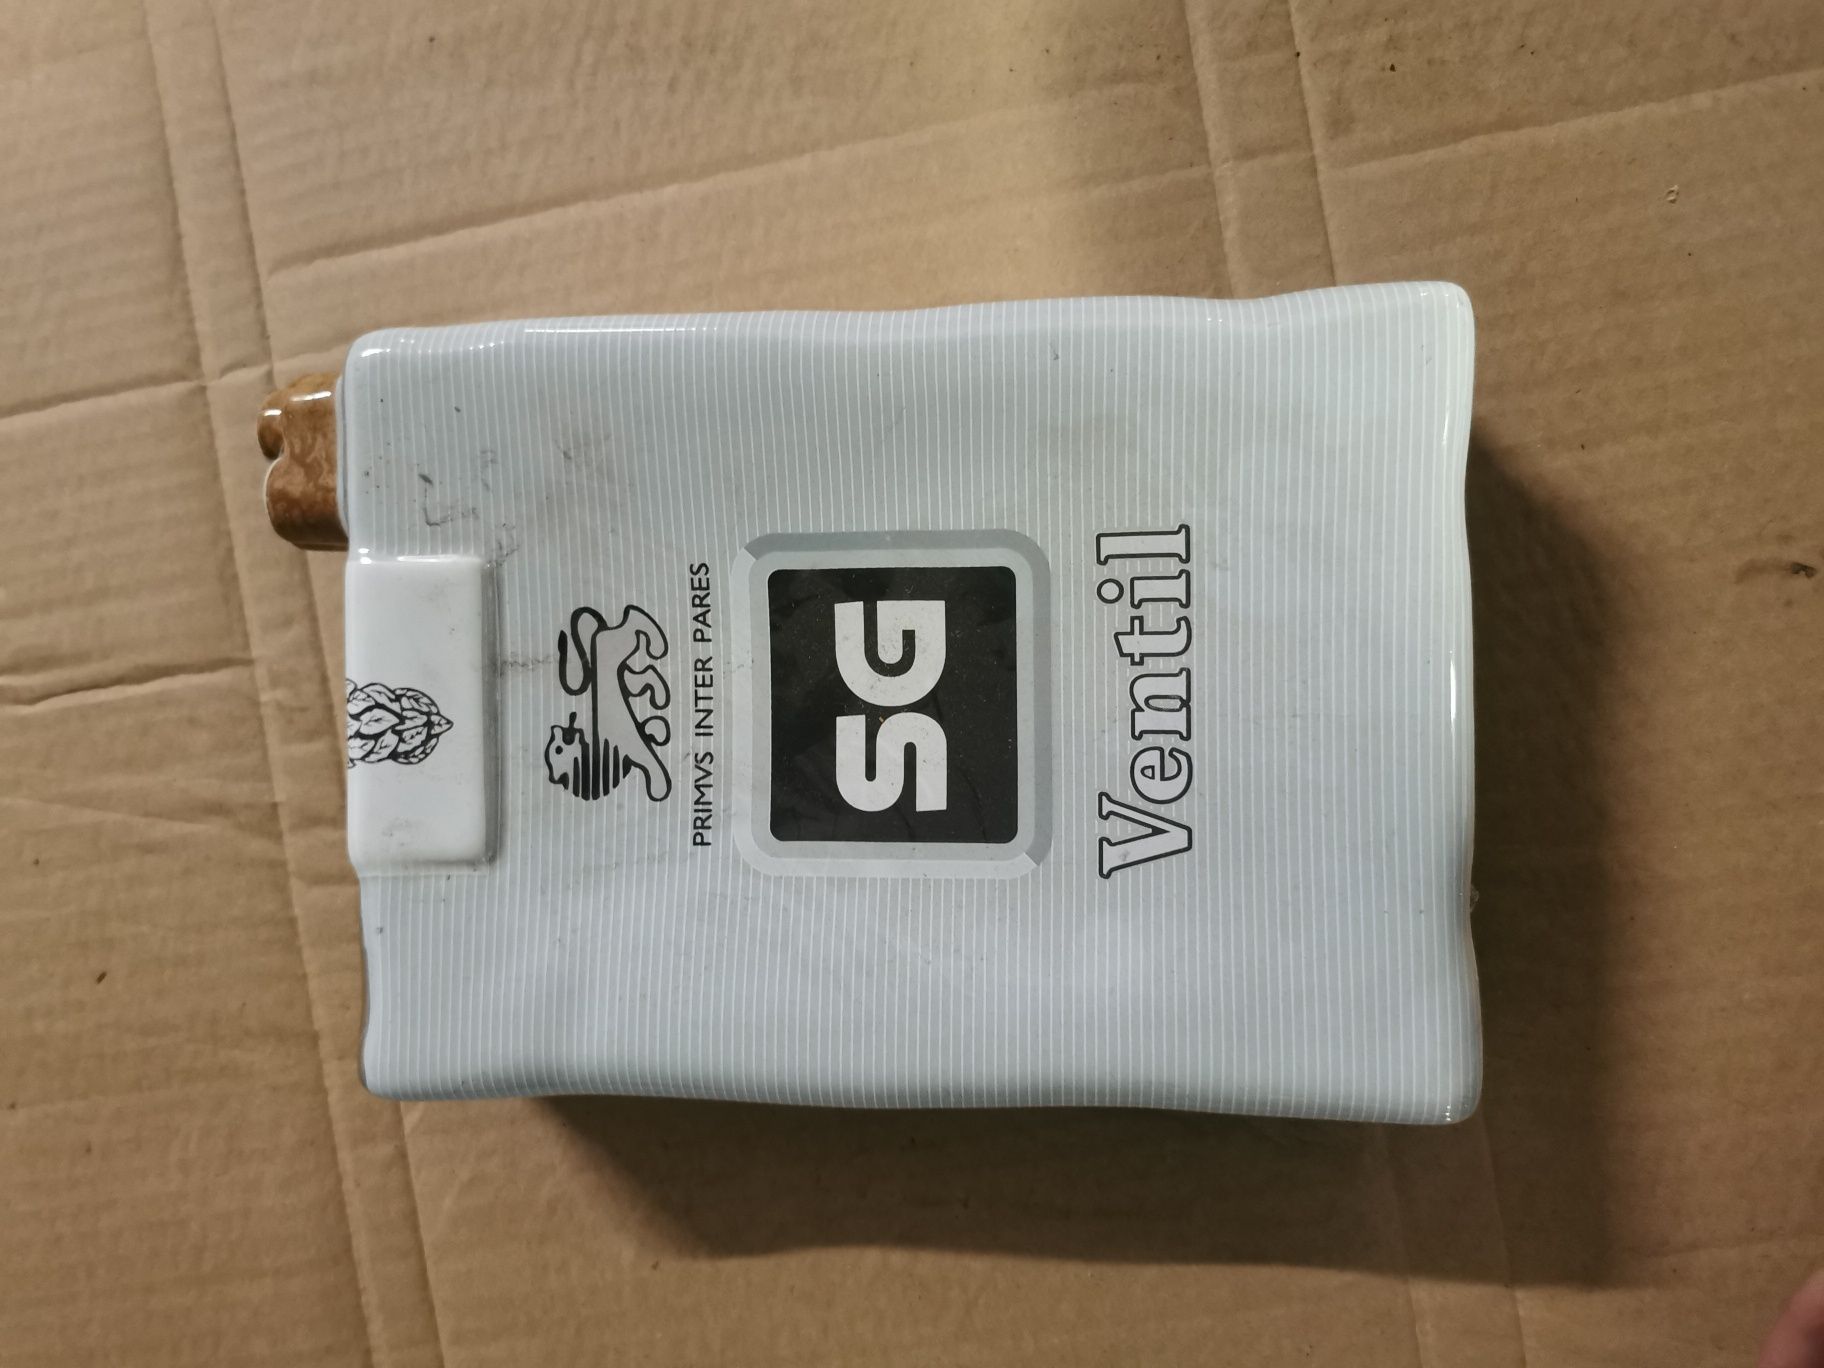 PRIMVS INTER PARES
SG
Ventil